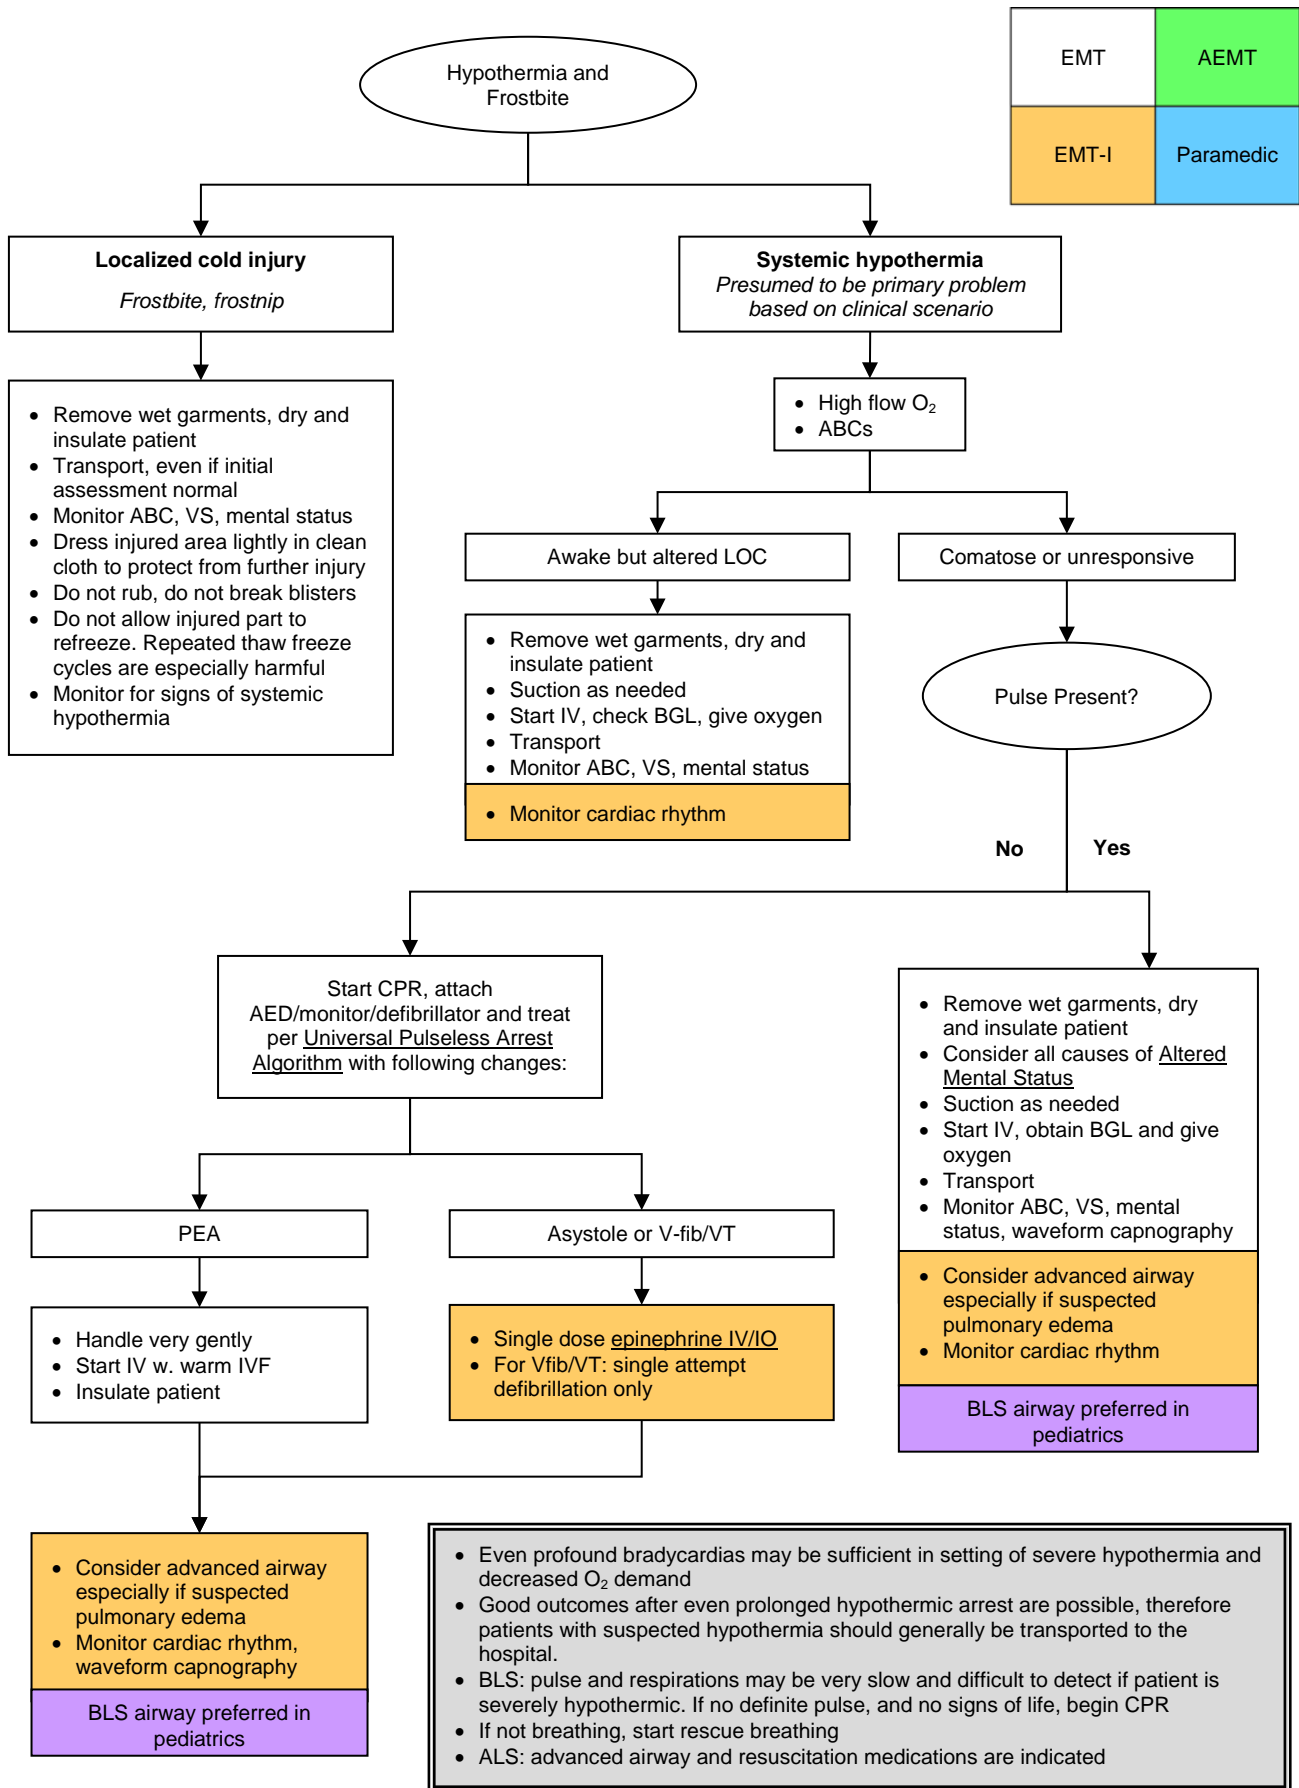 Hypothermia and
Frostbite
EMT
AEMT
EMT-I
Paramedic
Localized cold injury
Frostbite, frostnip
Systemic hypothermia
Presumed to be primary problem
based on clinical scenario
• Remove wet garments, dry and
insulate patient
• Transport, even if initial
assessment normal
• Monitor ABC, VS, mental status
• Dress injured area lightly in clean
cloth to protect from further injury
• Do not rub, do not break blisters
• Do not allow injured part to
refreeze. Repeated thaw freeze
cycles are especially harmful
• Monitor for signs of systemic
hypothermia
• High flow O₂
• ABCs
Awake but altered LOC
Comatose or unresponsive
• Remove wet garments, dry and
insulate patient
• Suction as needed
• Start IV, check BGL, give oxygen
• Transport
• Monitor ABC, VS, mental status
• Monitor cardiac rhythm
Pulse Present?
No
Yes
Start CPR, attach
AED/monitor/defibrillator and treat
per Universal Pulseless Arrest
Algorithm with following changes:
• Remove wet garments, dry
and insulate patient
• Consider all causes of Altered
Mental Status
• Suction as needed
• Start IV, obtain BGL and give
oxygen
• Transport
• Monitor ABC, VS, mental
status, waveform capnography
• Consider advanced airway
especially if suspected
pulmonary edema
• Monitor cardiac rhythm
BLS airway preferred in
pediatrics
PEA
Asystole or V-fib/VT
• Handle very gently
• Start IV w. warm IVF
• Insulate patient
• Single dose epinephrine IV/IO
• For Vfib/VT: single attempt
defibrillation only
• Consider advanced airway
especially if suspected
pulmonary edema
• Monitor cardiac rhythm,
waveform capnography
BLS airway preferred in
pediatrics
• Even profound bradycardias may be sufficient in setting of severe hypothermia and
decreased O₂ demand
• Good outcomes after even prolonged hypothermic arrest are possible, therefore
patients with suspected hypothermia should generally be transported to the
hospital.
• BLS: pulse and respirations may be very slow and difficult to detect if patient is
severely hypothermic. If no definite pulse, and no signs of life, begin CPR
• If not breathing, start rescue breathing
• ALS: advanced airway and resuscitation medications are indicated